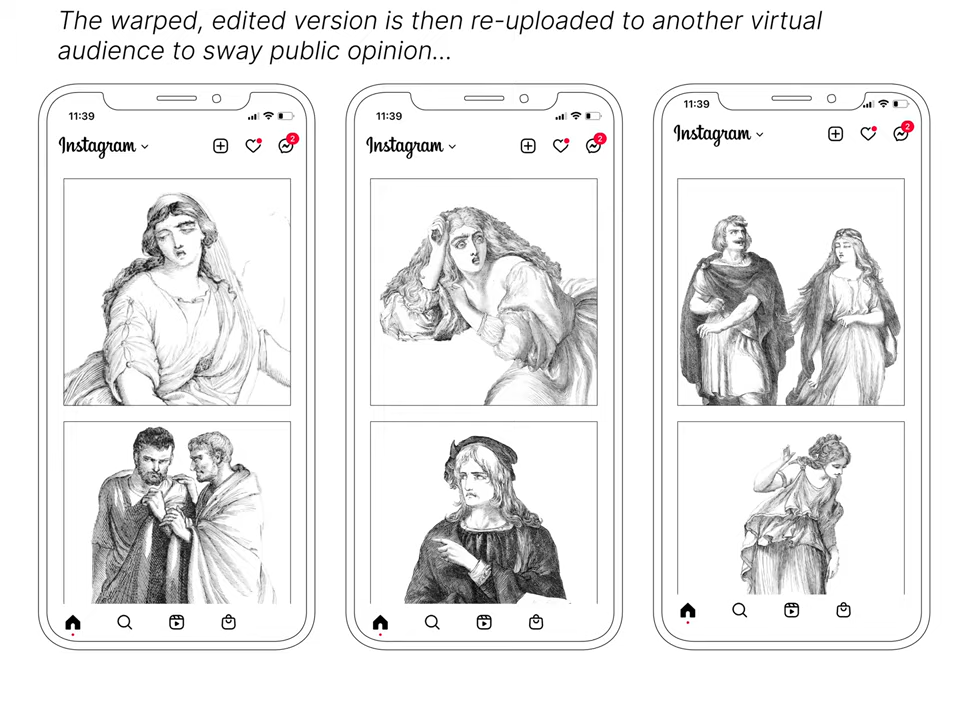 The warped, edited version is then re-uploaded to another virtual
audience to sway public opinion...
11:39
Instagram
2
11:39
Instagram
2
11:39
Instagram
2